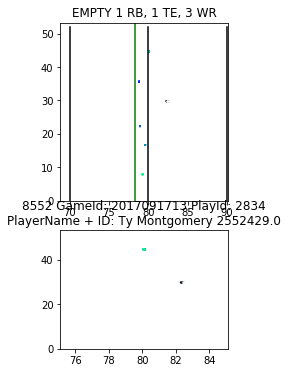 EMPTY 1 RB, 1 TE, 3 WR
50
40
30
20
10
0
70 75 80 85 90
8552 GameId: 2017091713 PlayId: 2834
PlayerName + ID: Ty Montgomery 2552429.0
40
20
0
76 78 80 82 84